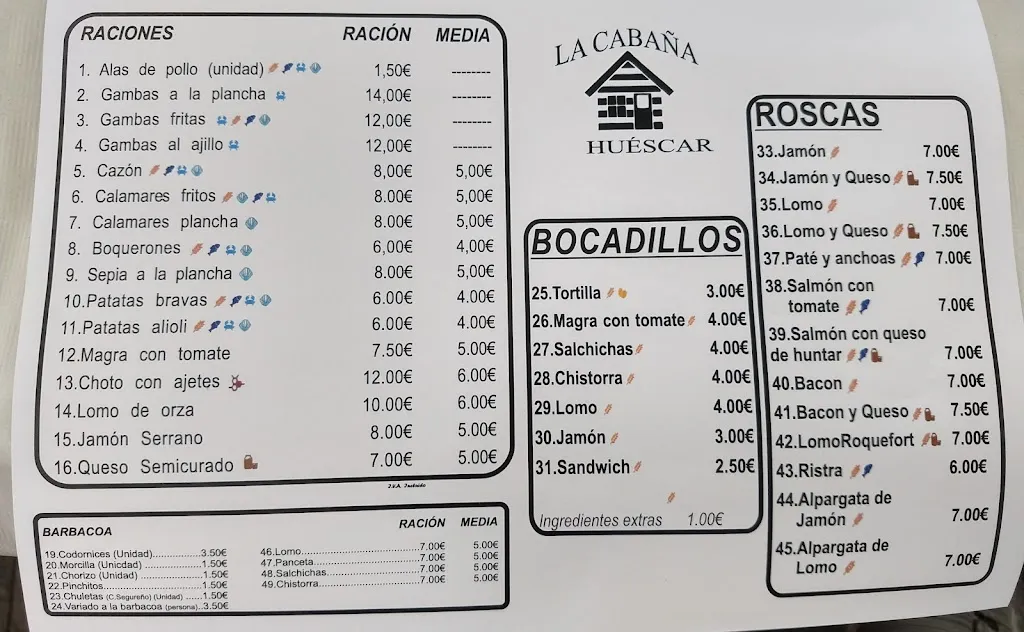 RACIONES RACIÓN MEDIA
1. Alas de pollo (unidad) 1,50€ --------
2. Gambas a la plancha 14,00€ --------
3. Gambas fritas 12,00€ --------
4. Gambas al ajillo 12,00€ --------
5. Cazón 8,00€ 5,00€
6. Calamares fritos 8.00€ 5,00€
7. Calamares plancha 8.00€ 5,00€
8. Boquerones 6,00€ 4,00€
9. Sepia a la plancha 8.00€ 5,00€
10.Patatas bravas 6.00€ 4.00€
11.Patatas alioli 6.00€ 4.00€
12.Magra con tomate 7.50€ 5.00€
13.Choto con ajetes 12.00€ 6.00€
14.Lomo de orza 10.00€ 6.00€
15.Jamón Serrano 8.00€ 5.00€
16.Queso Semicurado 7.00€ 5.00€
I.V.A. Incluido
BARBACOA RACIÓN MEDIA
19.Codornices (Unidad)..............3.50€
20.Morcilla (Unicdad)................1.50€
21.Chorizo (Unidad) .................1.50€
22.Pinchitos............................1.50€
23.Chuletas (C.Segureño) (Unidad) ......1.50€
24.Variado a la barbacoa (persona)..3.50€
46.Lomo..............................7.00€ 5.00€
47.Panceta...........................7.00€ 5.00€
48.Salchichas........................7.00€ 5.00€
49.Chistorra.........................7.00€ 5.00€
LA CABAÑA
HUÉSCAR
BOCADILLOS
25.Tortilla 3.00€
26.Magra con tomate 4.00€
27.Salchichas 4.00€
28.Chistorra 4.00€
29.Lomo 4.00€
30.Jamón 3.00€
31.Sandwich 2.50€
Ingredientes extras 1.00€
ROSCAS
33.Jamón 7.00€
34.Jamón y Queso 7.50€
35.Lomo 7.00€
36.Lomo y Queso 7.50€
37.Paté y anchoas 7.00€
38.Salmón con
tomate 7.00€
39.Salmón con queso
de huntar 7.00€
40.Bacon 7.00€
41.Bacon y Queso 7.50€
42.LomoRoquefort 7.00€
43.Ristra 6.00€
44.Alpargata de
Jamón 7.00€
45.Alpargata de
Lomo 7.00€